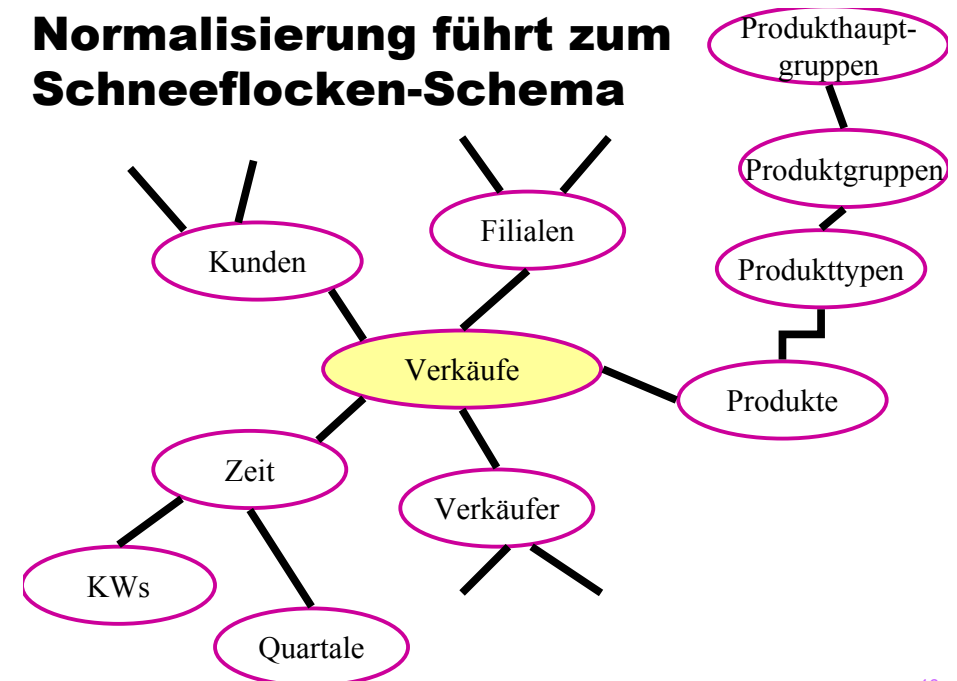 Normalisierung führt zum
Schneeflocken-Schema
Produkthaupt-
gruppen
Produktgruppen
Filialen
Kunden
Produkttypen
Verkäufe
Produkte
Zeit
Verkäufer
KWs
Quartale